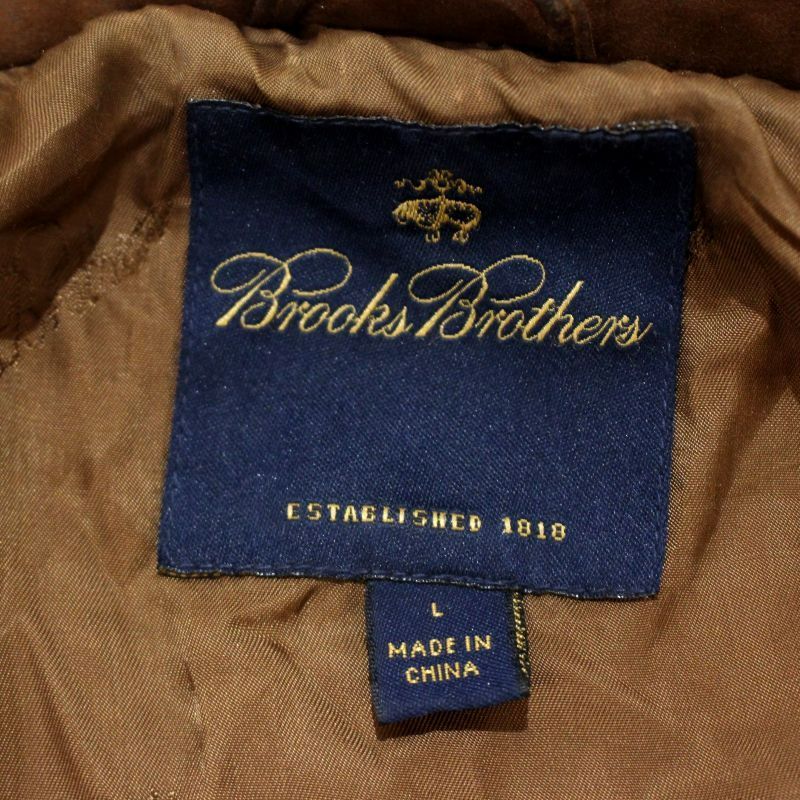 Brooks Brothers
ESTABLISHED 1818
L
MADE IN
CHINA